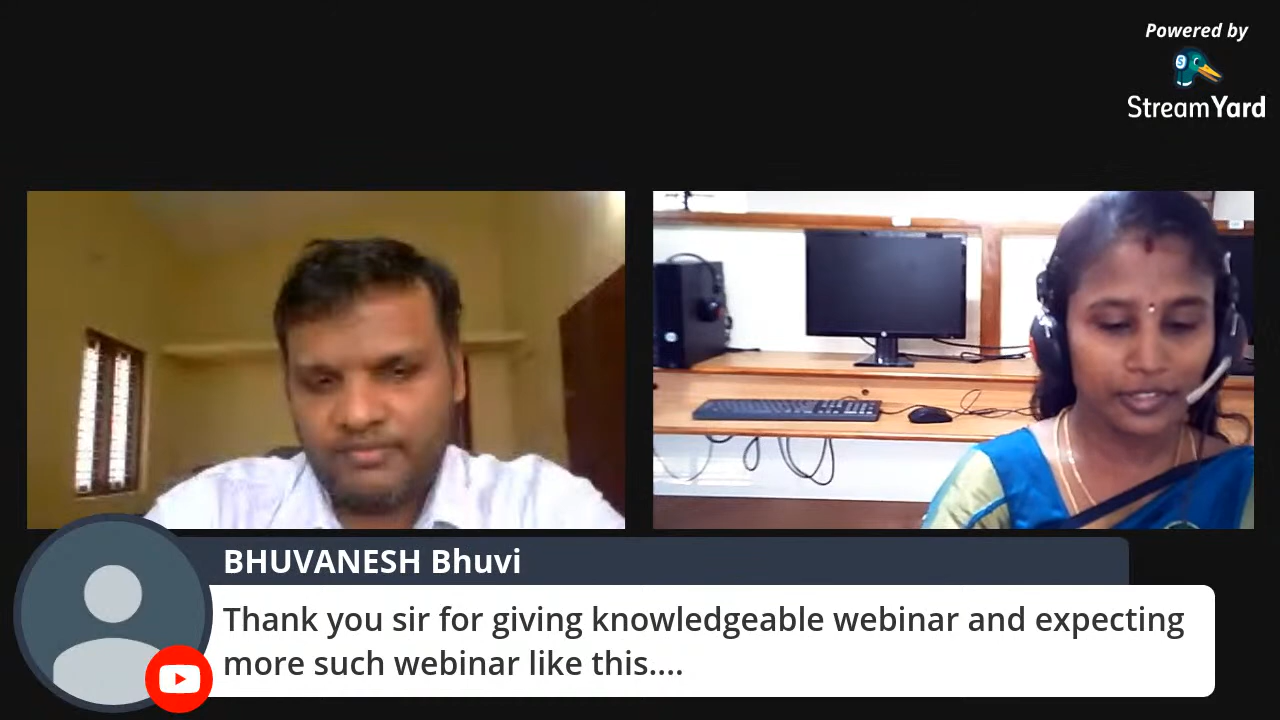 Powered by
StreamYard
BHUVANESH Bhuvi
Thank you sir for giving knowledgeable webinar and expecting
more such webinar like this....